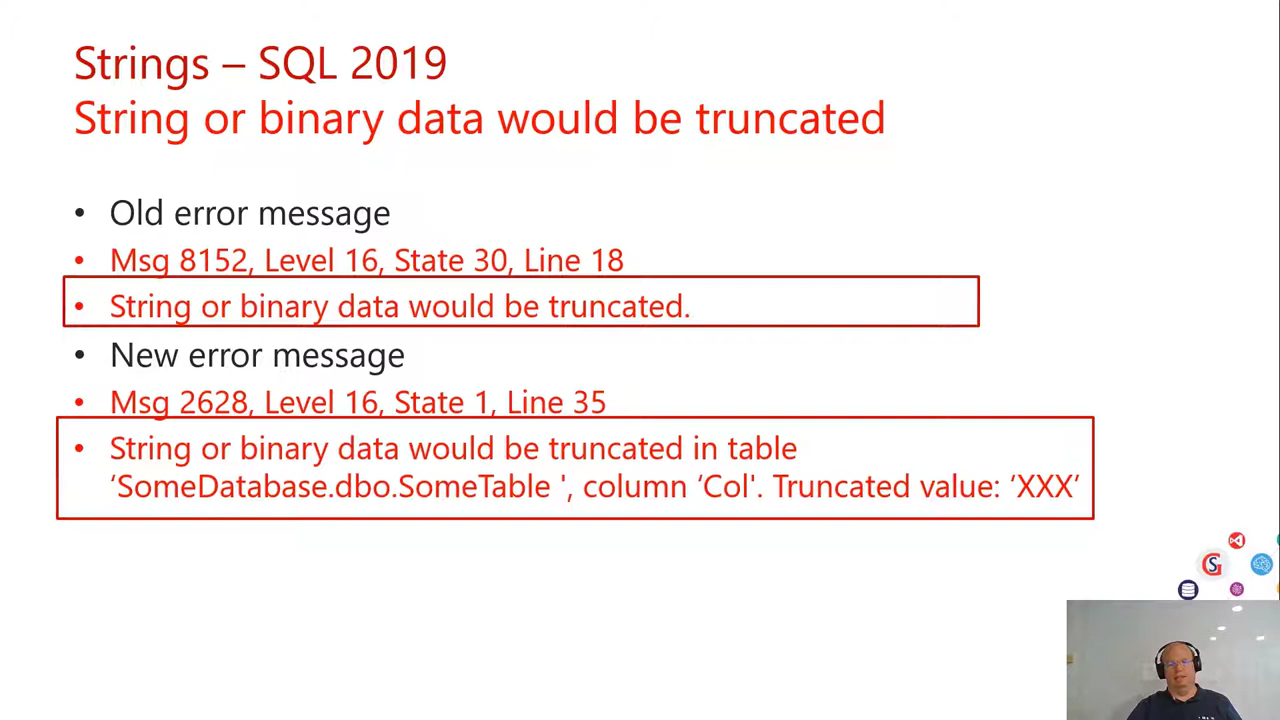 Strings – SQL 2019
String or binary data would be truncated
• Old error message
• Msg 8152, Level 16, State 30, Line 18
• String or binary data would be truncated.
• New error message
• Msg 2628, Level 16, State 1, Line 35
• String or binary data would be truncated in table
‘SomeDatabase.dbo.SomeTable ', column ‘Col'. Truncated value: ‘XXX’